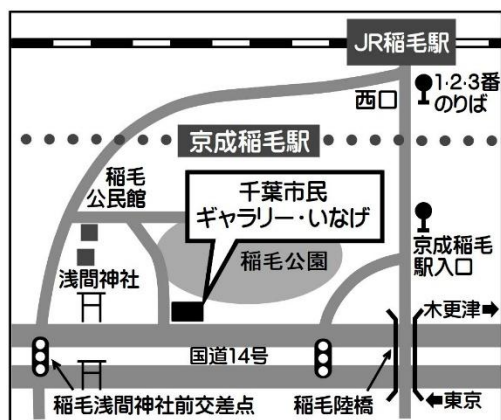 JR稲毛駅
1・2・3番
のりば
西口
京成稲毛駅
稲毛
公民館
千葉市民
ギャラリー・いなげ
稲毛公園
京成稲毛
駅入口
浅間神社
木更津➡
国道14号
稲毛浅間神社前交差点
稲毛陸橋
⬅東京